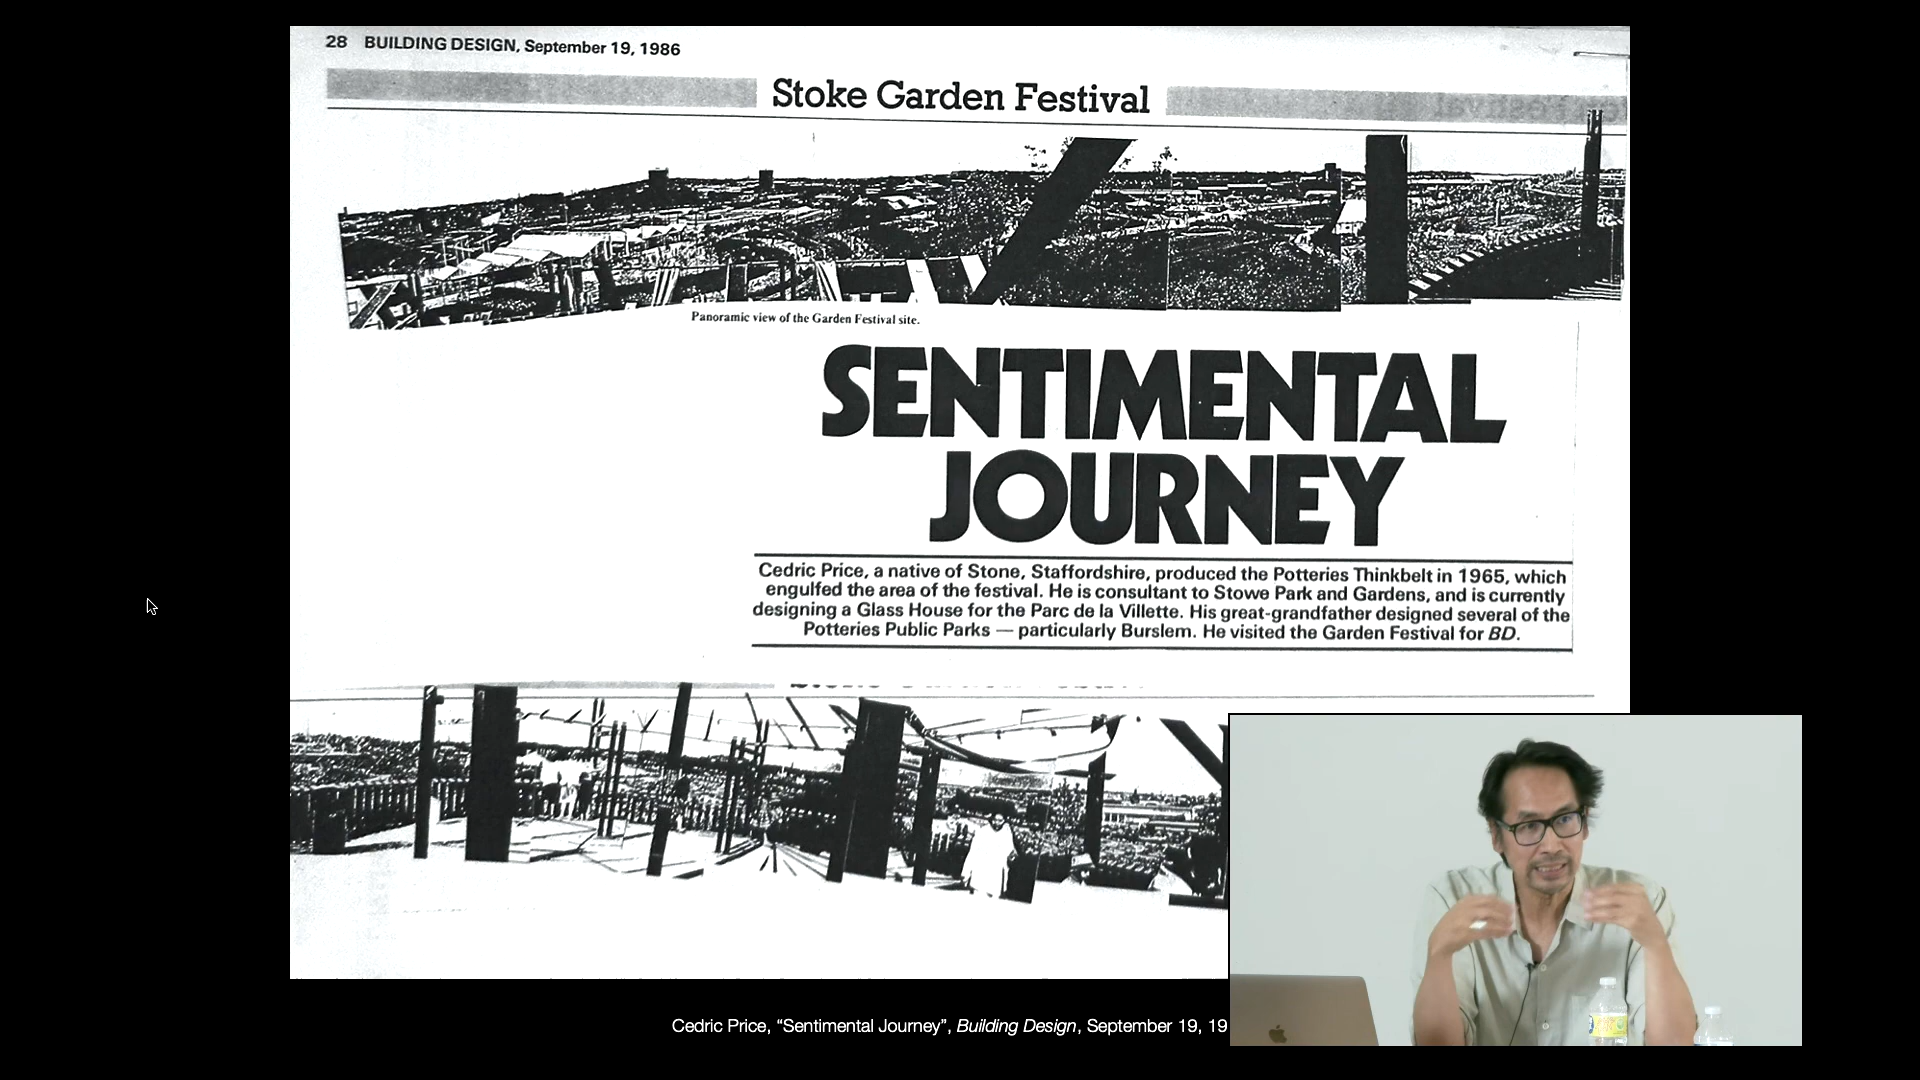 28 BUILDING DESIGN, September 19, 1986
Stoke Garden Festival
Panoramic view of the Garden Festival site.
SENTIMENTAL
JOURNEY
Cedric Price, a native of Stone, Staffordshire, produced the Potteries Thinkbelt in 1965, which
engulfed the area of the festival. He is consultant to Stowe Park and Gardens, and is currently
designing a Glass House for the Parc de la Villette. His great-grandfather designed several of the
Potteries Public Parks — particularly Burslem. He visited the Garden Festival for BD.
Cedric Price, “Sentimental Journey”, Building Design, September 19, 19